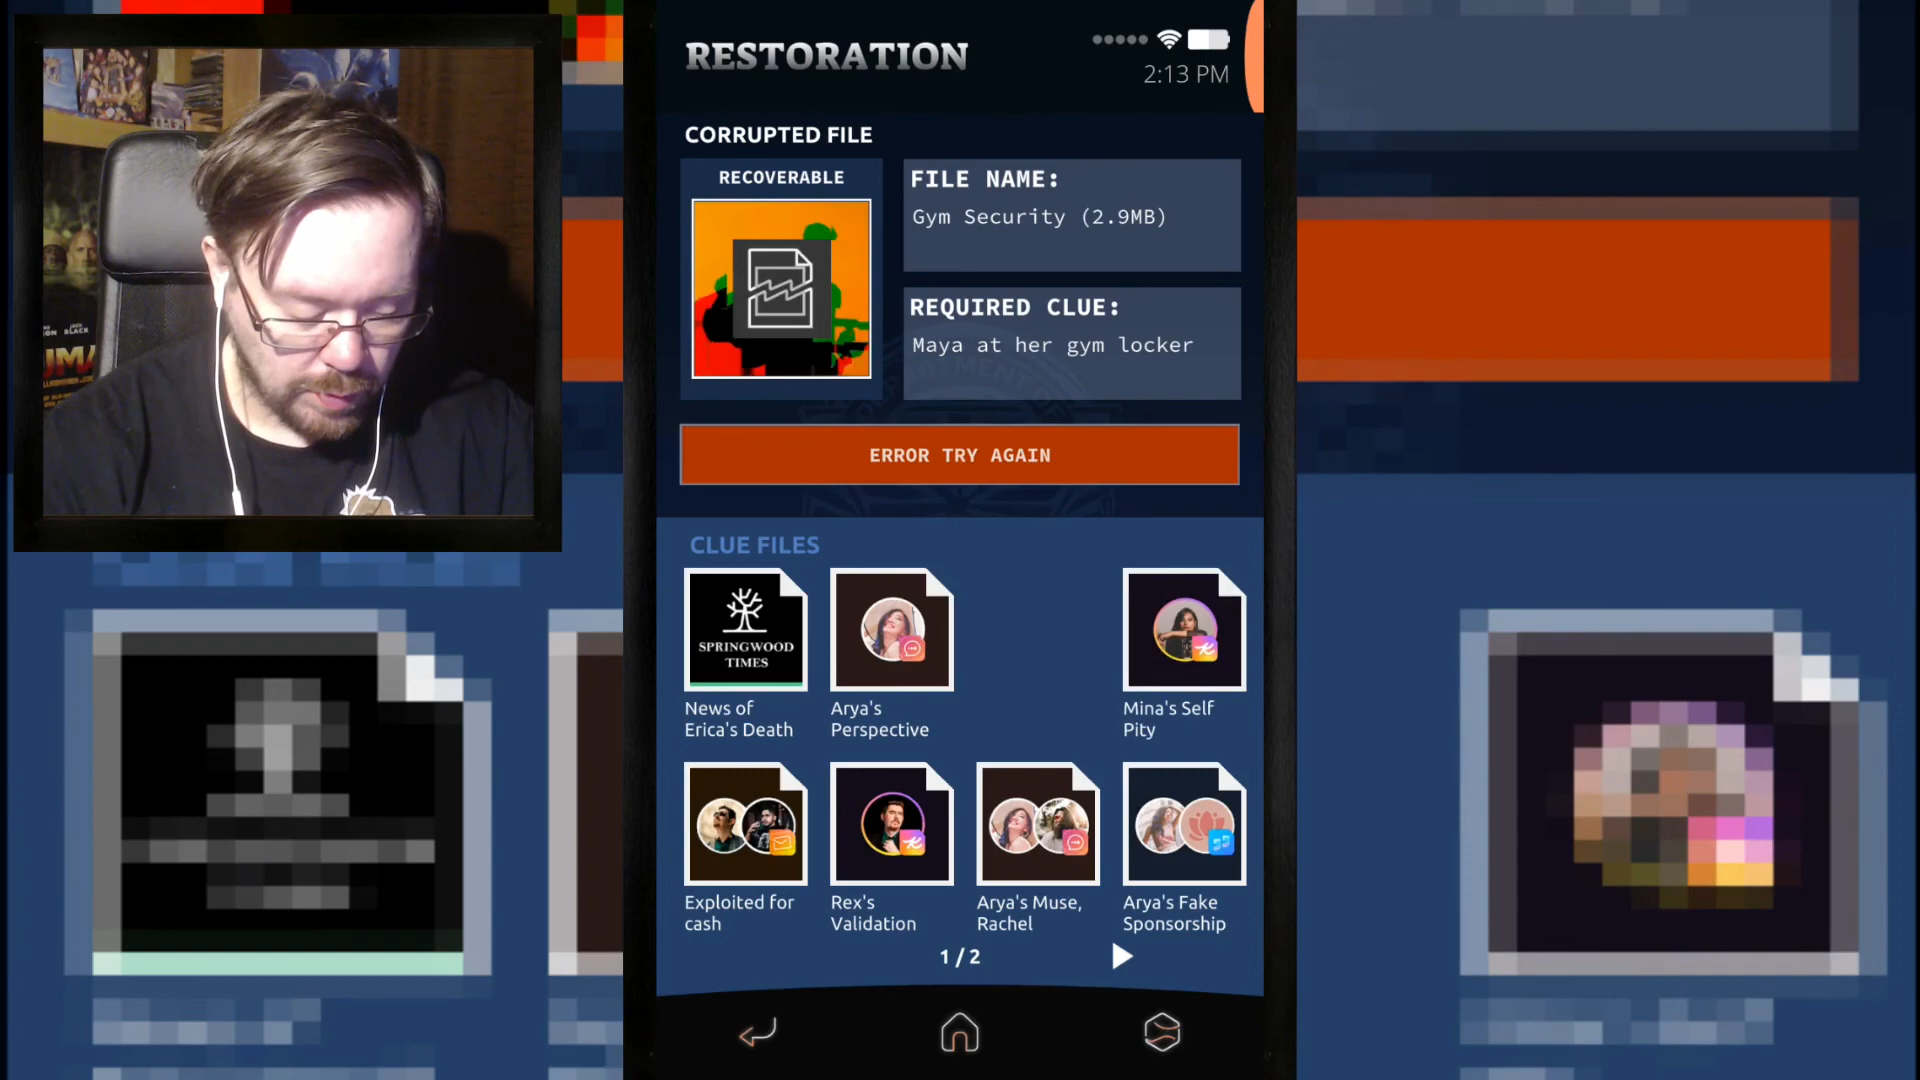 RESTORATION
2:13 PM
CORRUPTED FILE
RECOVERABLE
FILE NAME:
Gym Security (2.9MB)
REQUIRED CLUE:
Maya at her gym locker
ERROR TRY AGAIN
CLUE FILES
SPRINGWOOD
TIMES
News of
Erica's Death
Arya's
Perspective
Mina's Self
Pity
Exploited for
cash
Rex's
Validation
Arya's Muse,
Rachel
Arya's Fake
Sponsorship
1 / 2
JACK
BLACK